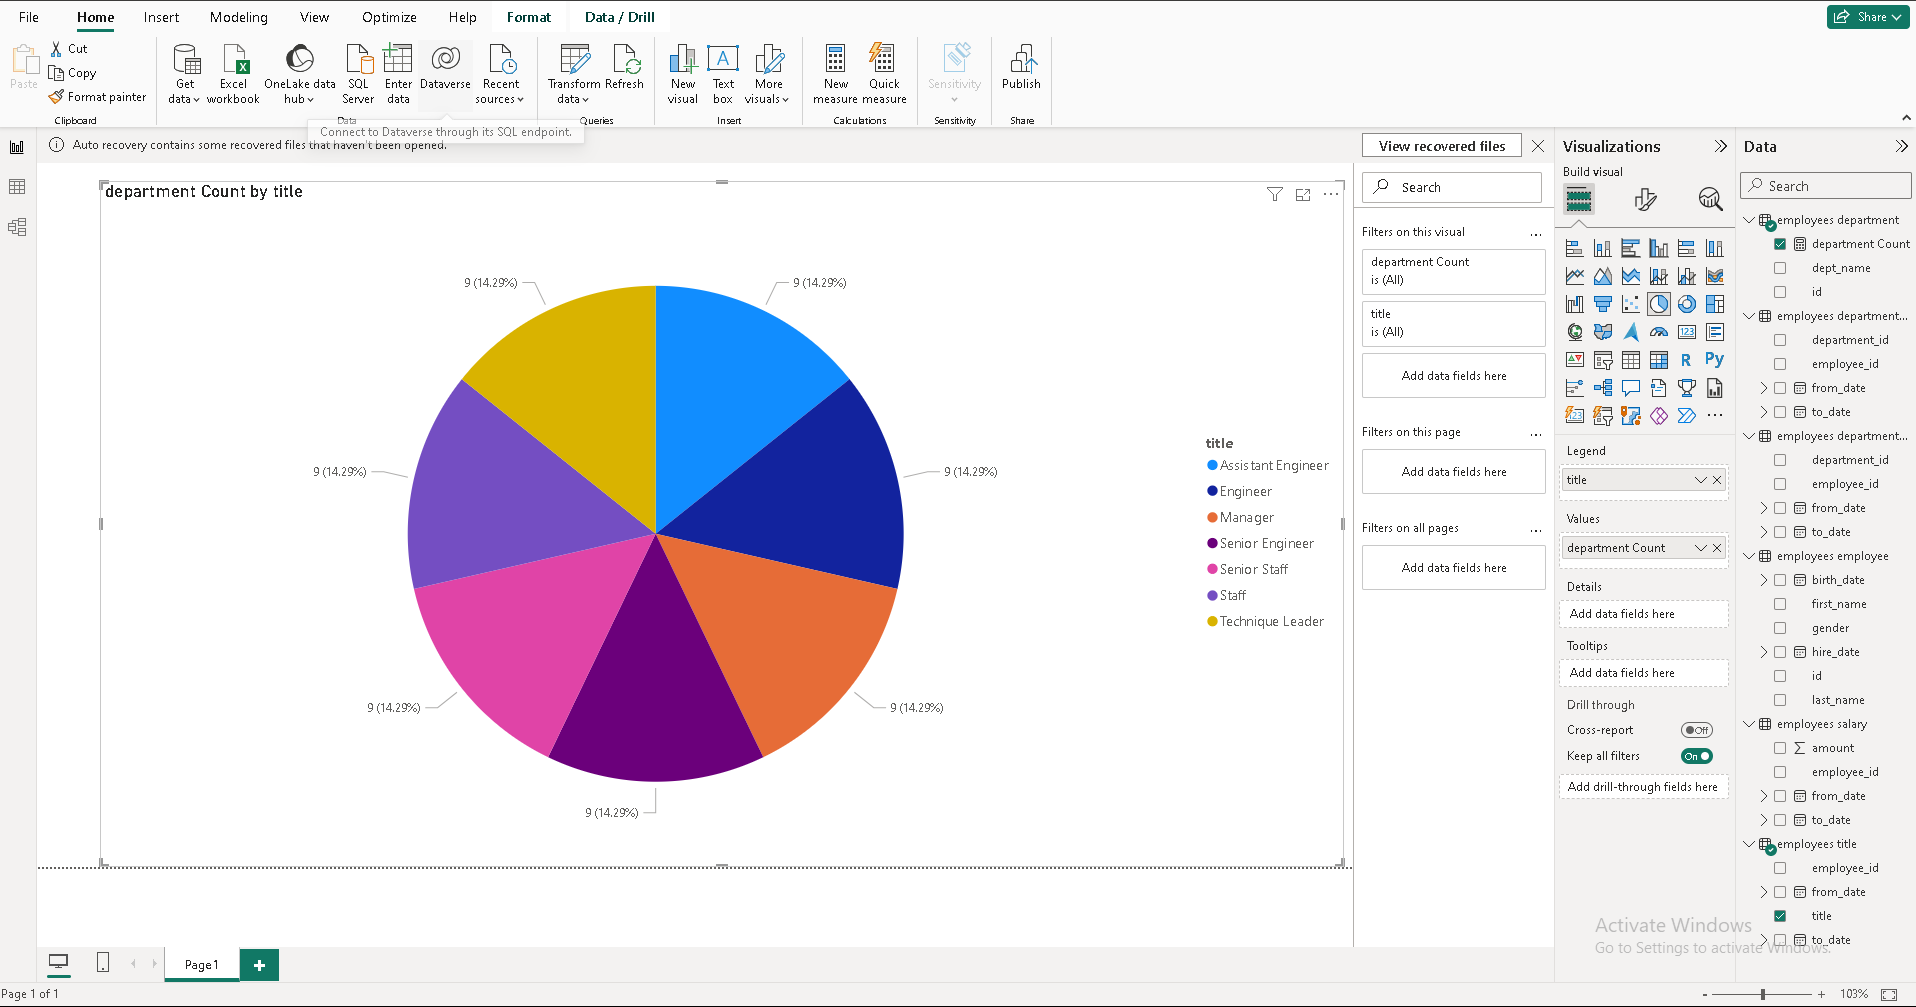 File Home Insert Modeling View Optimize Help Format Data / Drill Share
Paste
Cut
Copy
Format painter
Get data
Excel workbook
OneLake data hub
SQL Server
Enter data
Dataverse
Recent sources
Transform data
Refresh
New visual
Text box
More visuals
New measure
Quick measure
Sensitivity
Publish
Clipboard
Data
Queries
Insert
Calculations
Sensitivity
Share
Connect to Dataverse through its SQL endpoint.
Auto recovery contains some recovered files that haven't been opened.
View recovered files
department Count by title
9 (14.29%)
9 (14.29%)
9 (14.29%)
9 (14.29%)
9 (14.29%)
9 (14.29%)
9 (14.29%)
title
Assistant Engineer
Engineer
Manager
Senior Engineer
Senior Staff
Staff
Technique Leader
Search
Filters on this visual
...
department Count
is (All)
title
is (All)
Add data fields here
Filters on this page
...
Add data fields here
Filters on all pages
...
Add data fields here
Visualizations
Build visual
123
R
Py
123
Legend
title
Values
department Count
Details
Add data fields here
Tooltips
Add data fields here
Drill through
Cross-report
Off
Keep all filters
On
Add drill-through fields here
Data
Search
employees department
department Count
dept_name
id
employees department...
department_id
employee_id
from_date
to_date
employees department...
department_id
employee_id
from_date
to_date
employees employee
birth_date
first_name
gender
hire_date
id
last_name
employees salary
amount
employee_id
from_date
to_date
employees title
employee_id
from_date
title
to_date
Activate Windows
Go to Settings to activate Windows.
Page 1
+
Page 1 of 1
- + 103%